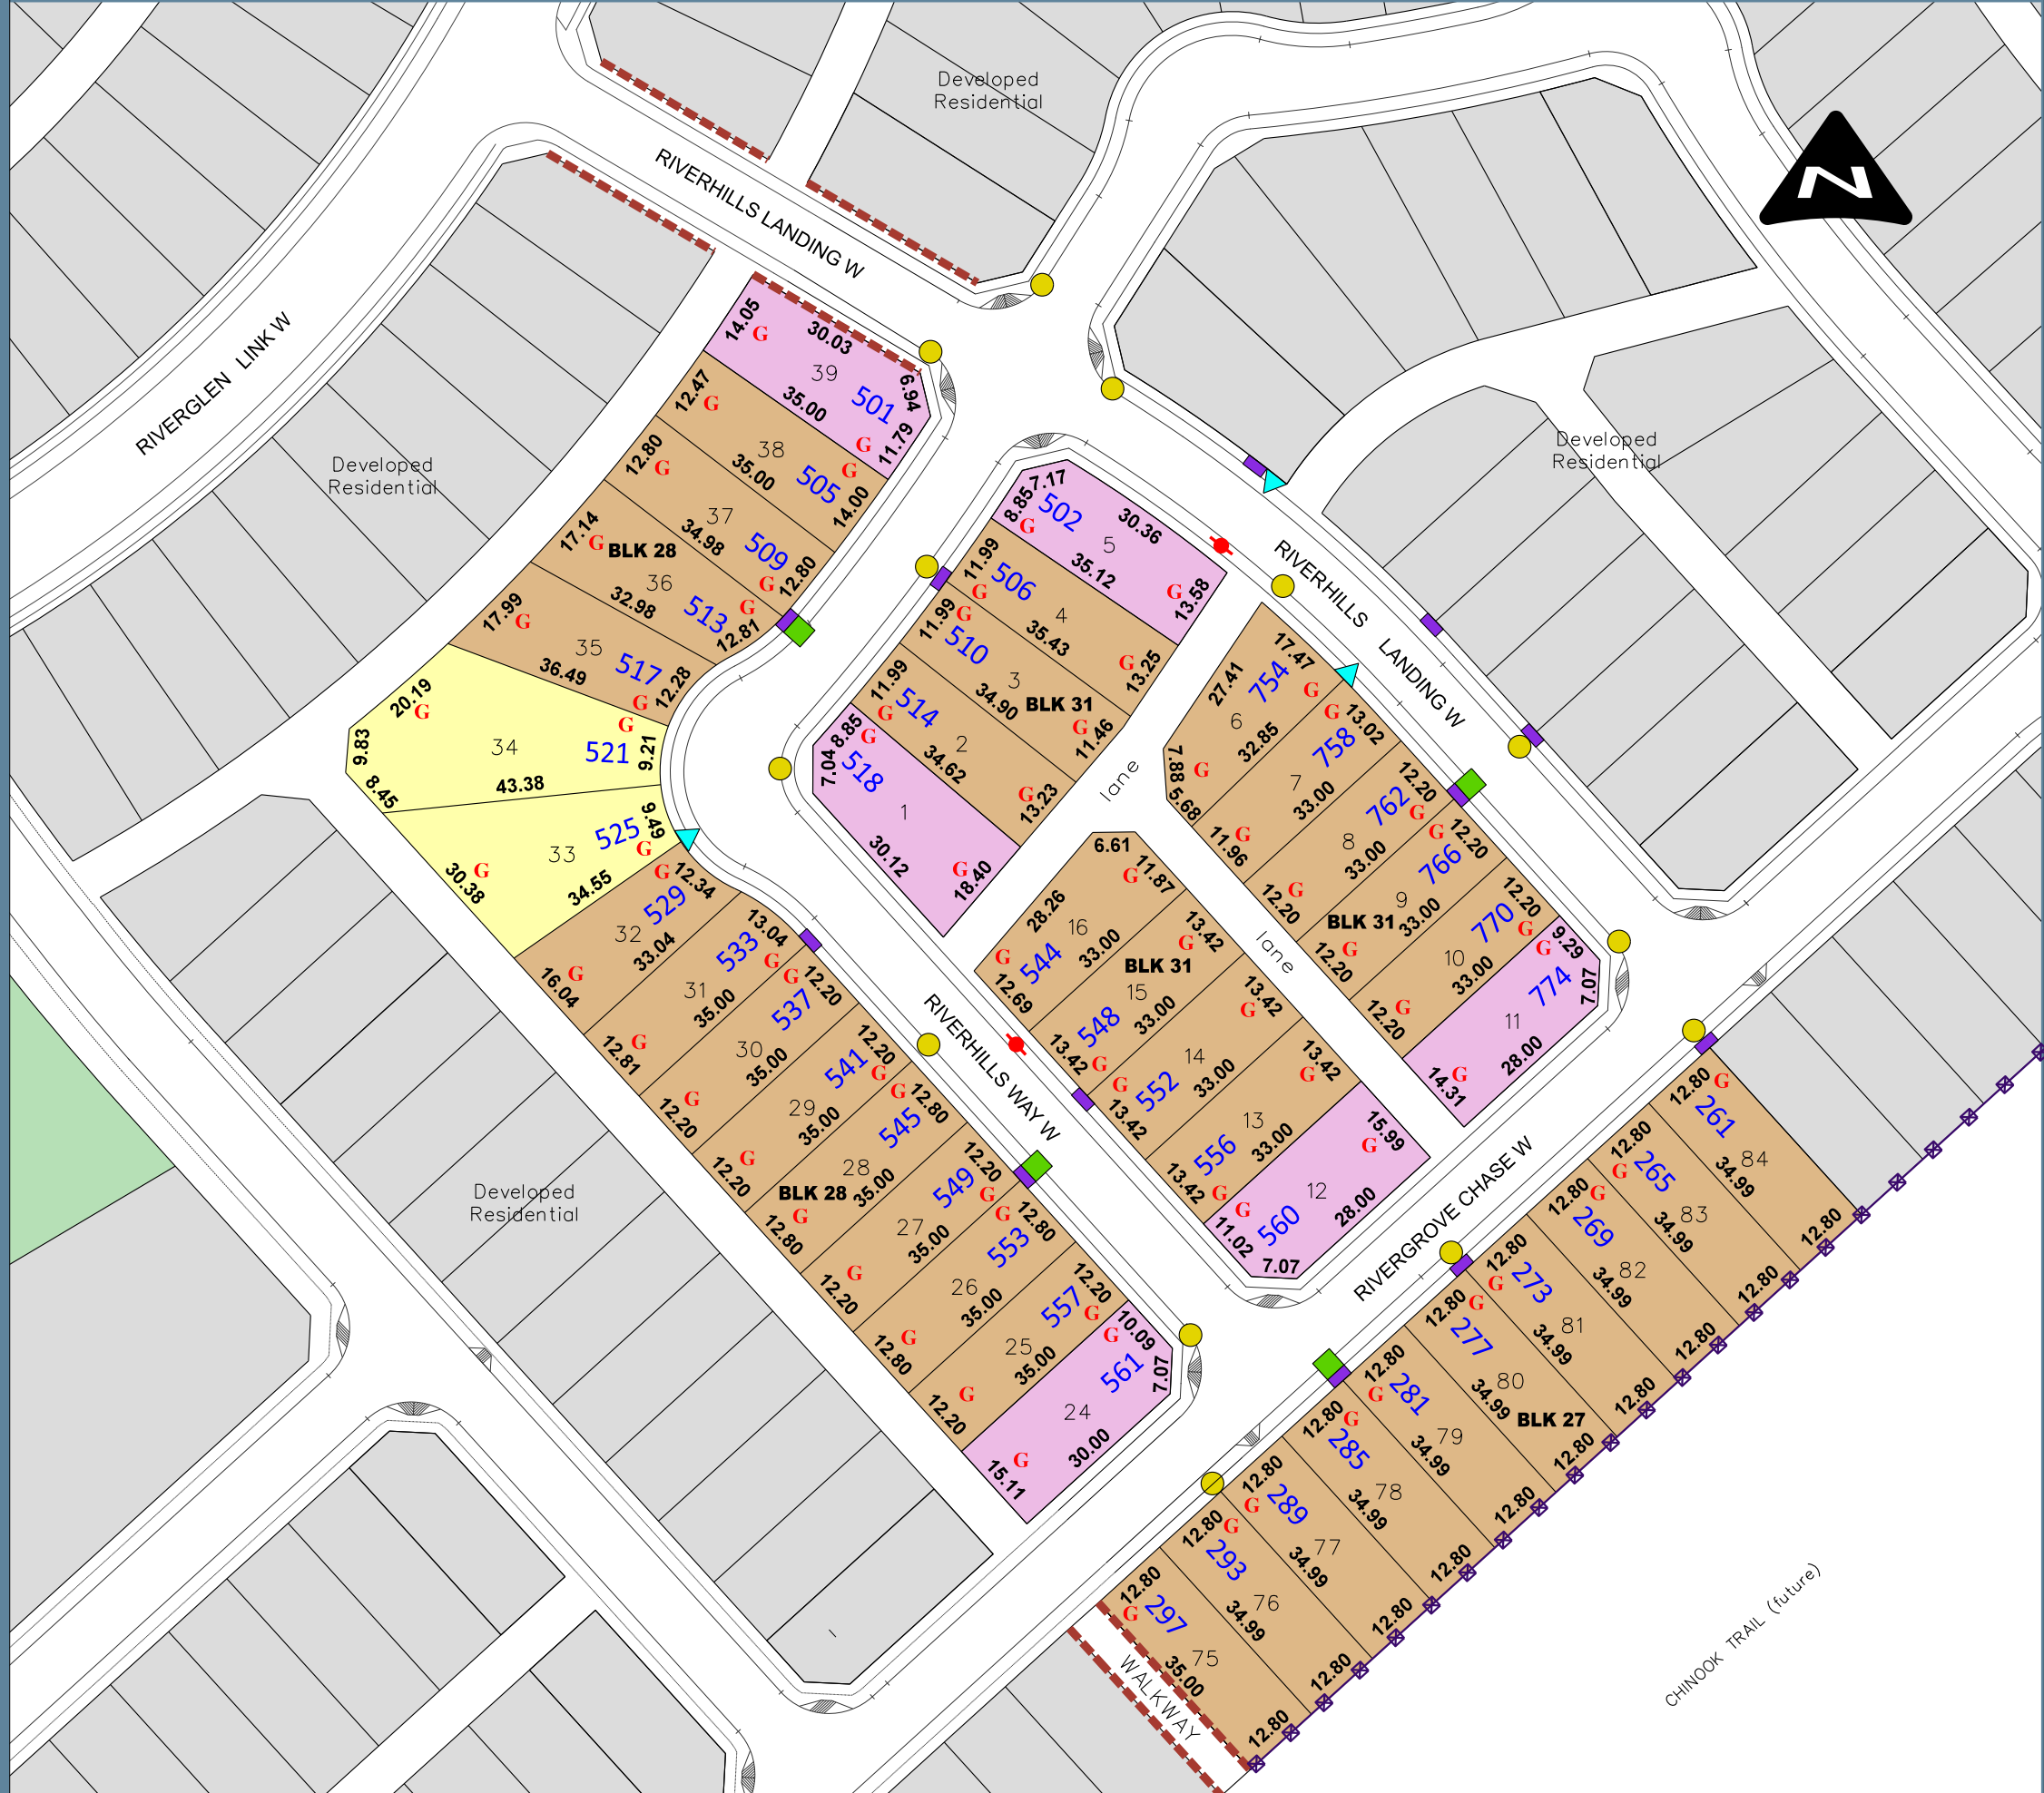 Developed
Residential
N
RIVERHILLS LANDING W
RIVERGLEN LINK W
Developed
Residential
Developed
Residential
RIVERHILLS LANDING W
14.05
G
30.03
39
35.00
501
6.94
11.79
G
12.47
G
38
35.00
505
G
14.00
12.80
G
37
34.98
509
G
12.80
17.14
G
BLK 28
36
32.98
513
G
12.81
17.99
G
35
36.49
517
G
12.28
20.19
G
9.83
34
521
G
9.21
43.38
8.45
33
525
9.49
G
30.38
G
34.55
G
12.34
529
32
33.04
16.04
G
13.04
533
G
31
35.00
12.81
G
G
12.20
537
30
35.00
12.20
G
12.20
541
G
29
35.00
12.20
G
G
12.80
545
28
35.00
BLK 28
12.80
G
12.20
549
G
27
35.00
12.20
G
G
12.80
553
26
35.00
12.80
G
12.20
557
G
25
35.00
12.20
G
10.09
G
561
7.07
24
30.00
15.11
G
7.17
8.85
502
G
30.36
5
35.12
G
13.58
11.99
506
G
4
35.43
G
13.25
11.99
G
510
3
34.90
BLK 31
G
11.46
11.99
514
G
2
34.62
G
13.23
8.85
G
7.04
518
1
30.12
G
18.40
lane
17.47
27.41
754
G
6
32.85
7.88
G
5.68
G
13.02
758
7
33.00
11.96
G
12.20
762
G
8
33.00
12.20
G
G
12.20
766
9
33.00
BLK 31
12.20
G
12.20
770
G
10
33.00
12.20
G
9.29
G
774
7.07
11
28.00
14.31
G
lane
6.61
11.87
G
28.26
16
33.00
G
544
12.69
13.42
G
BLK 31
15
33.00
548
13.42
G
13.42
G
14
33.00
G
552
13.42
13.42
G
13
33.00
556
13.42
G
15.99
G
12
28.00
G
560
11.02
7.07
RIVERHILLS WAY W
RIVERGROVE CHASE W
Developed
Residential
12.80
G
261
84
34.99
12.80
12.80
G
265
83
34.99
12.80
12.80
G
269
82
34.99
12.80
12.80
G
273
81
34.99
12.80
12.80
G
277
80
34.99
BLK 27
12.80
12.80
G
281
79
34.99
12.80
12.80
G
285
78
34.99
12.80
12.80
G
289
77
34.99
12.80
12.80
G
293
76
34.99
12.80
12.80
G
297
75
35.00
12.80
WALKWAY
CHINOOK TRAIL (future)